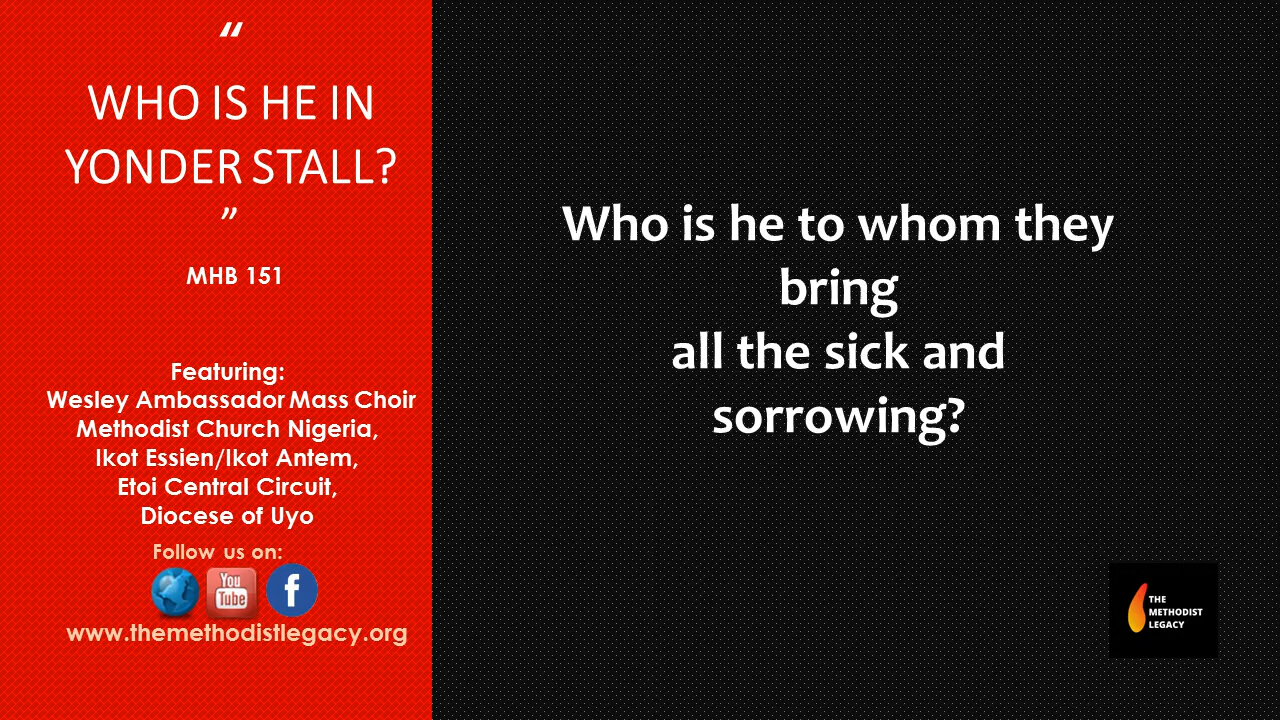 “
WHO IS HE IN
YONDER STALL?
”
MHB 151
Featuring:
Wesley Ambassador Mass Choir
Methodist Church Nigeria,
Ikot Essien/Ikot Antem,
Etoi Central Circuit,
Diocese of Uyo
Follow us on:
You
Tube
f
www.themethodistlegacy.org
Who is he to whom they
bring
all the sick and
sorrowing?
THE
METHODIST
LEGACY